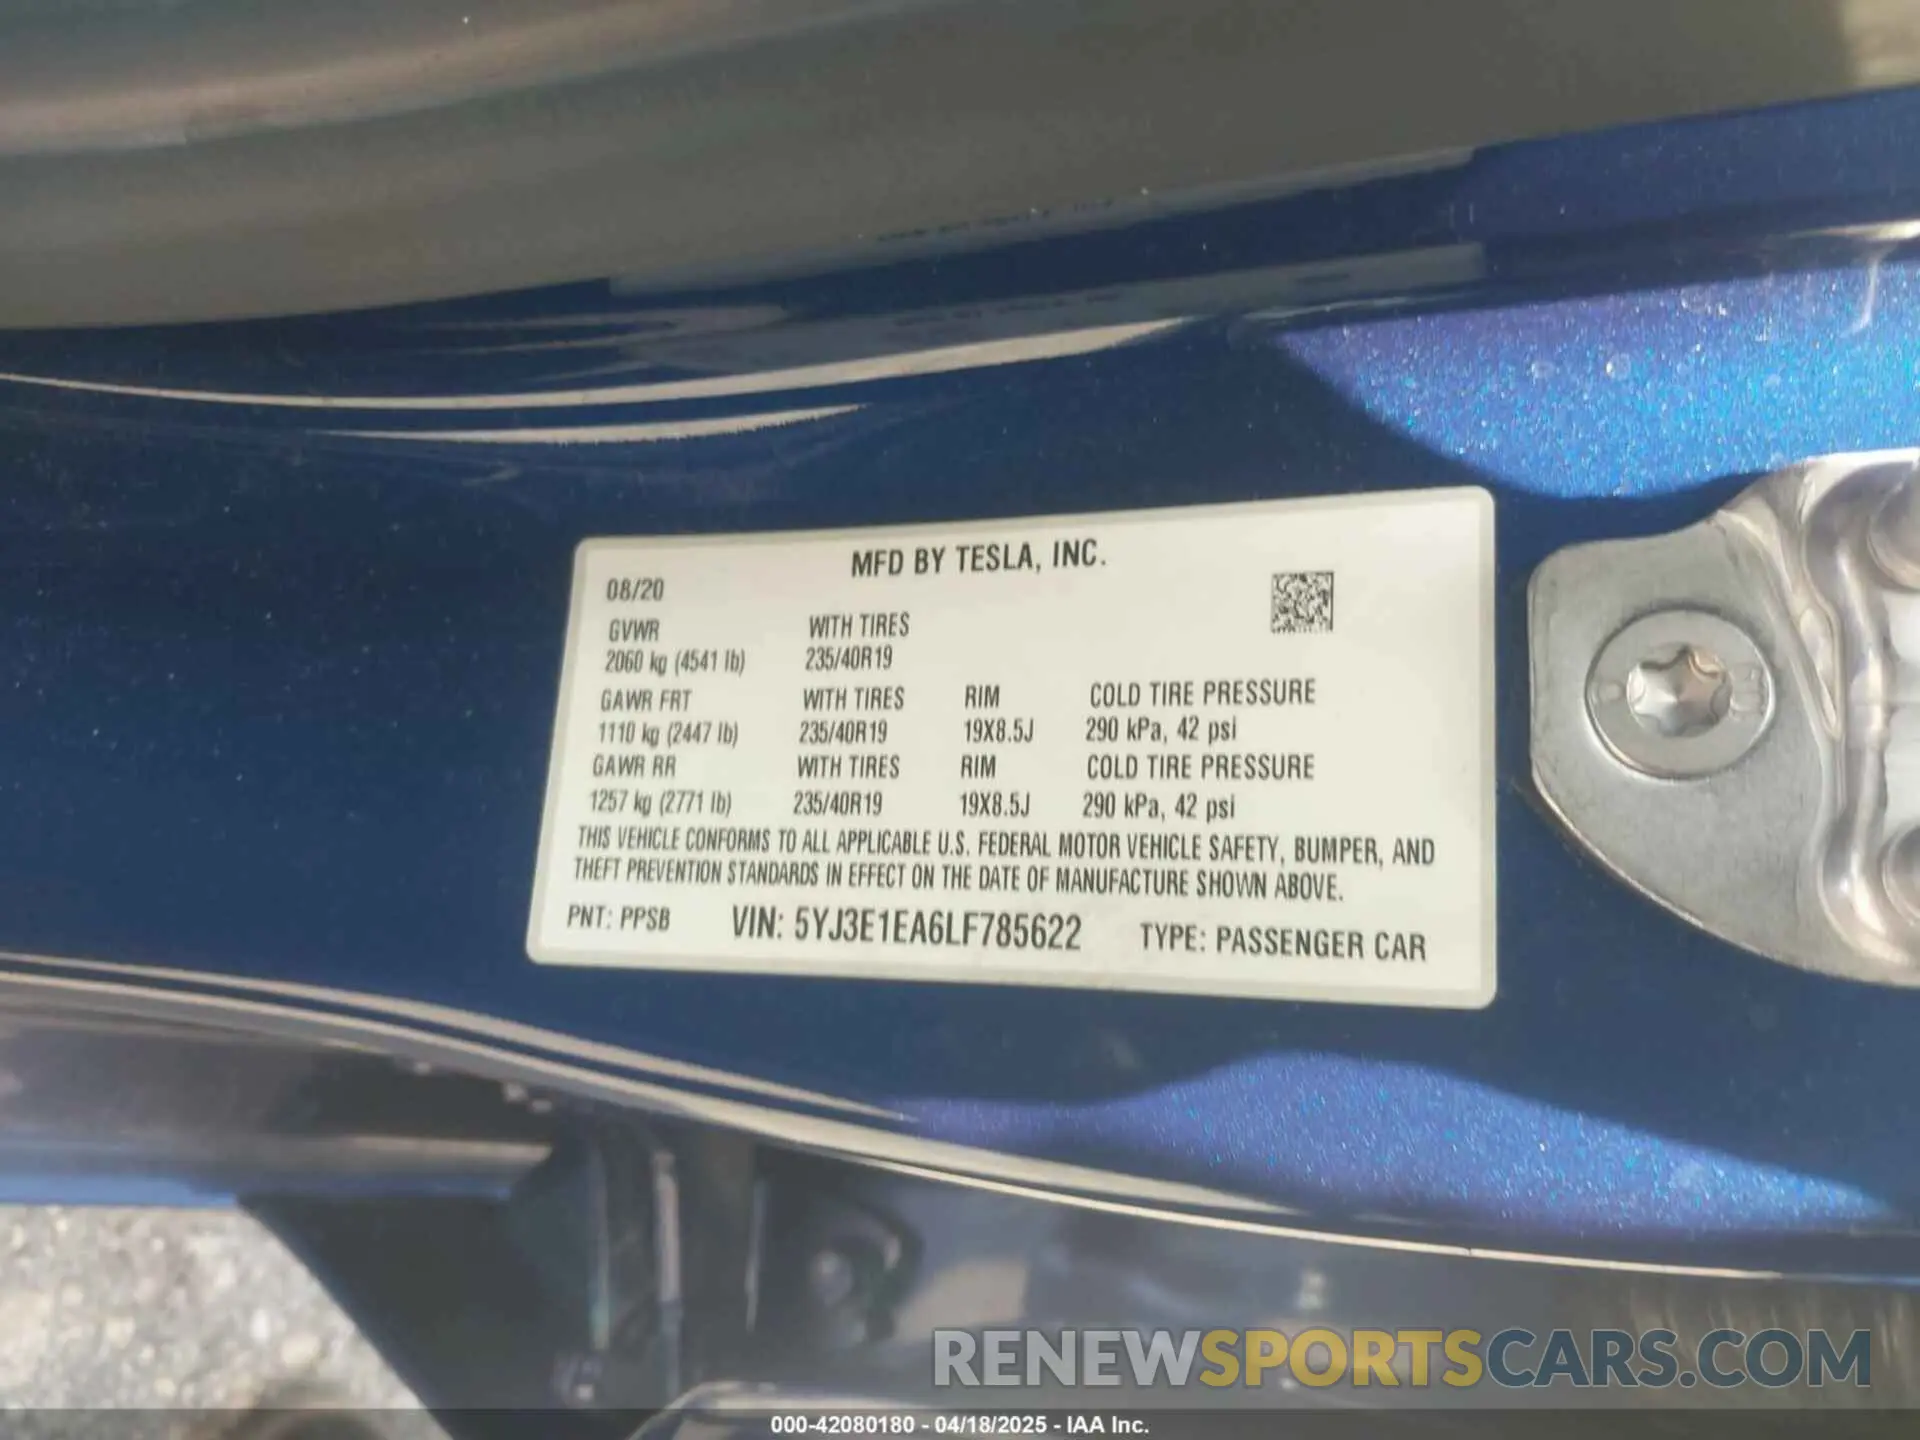 MFD BY TESLA, INC.
08/20
GVWR WITH TIRES
2060 kg (4541 lb) 235/40R19
GAWR FRT WITH TIRES RIM COLD TIRE PRESSURE
1110 kg (2447 lb) 235/40R19 19X8.5J 290 kPa, 42 psi
GAWR RR WITH TIRES RIM COLD TIRE PRESSURE
1257 kg (2771 lb) 235/40R19 19X8.5J 290 kPa, 42 psi
THIS VEHICLE CONFORMS TO ALL APPLICABLE U.S. FEDERAL MOTOR VEHICLE SAFETY, BUMPER, AND
THEFT PREVENTION STANDARDS IN EFFECT ON THE DATE OF MANUFACTURE SHOWN ABOVE.
PNT: PPSB VIN: 5YJ3E1EA6LF785622 TYPE: PASSENGER CAR
RENEWSPORTSCARS.COM
000-42080180 - 04/18/2025 - IAA Inc.